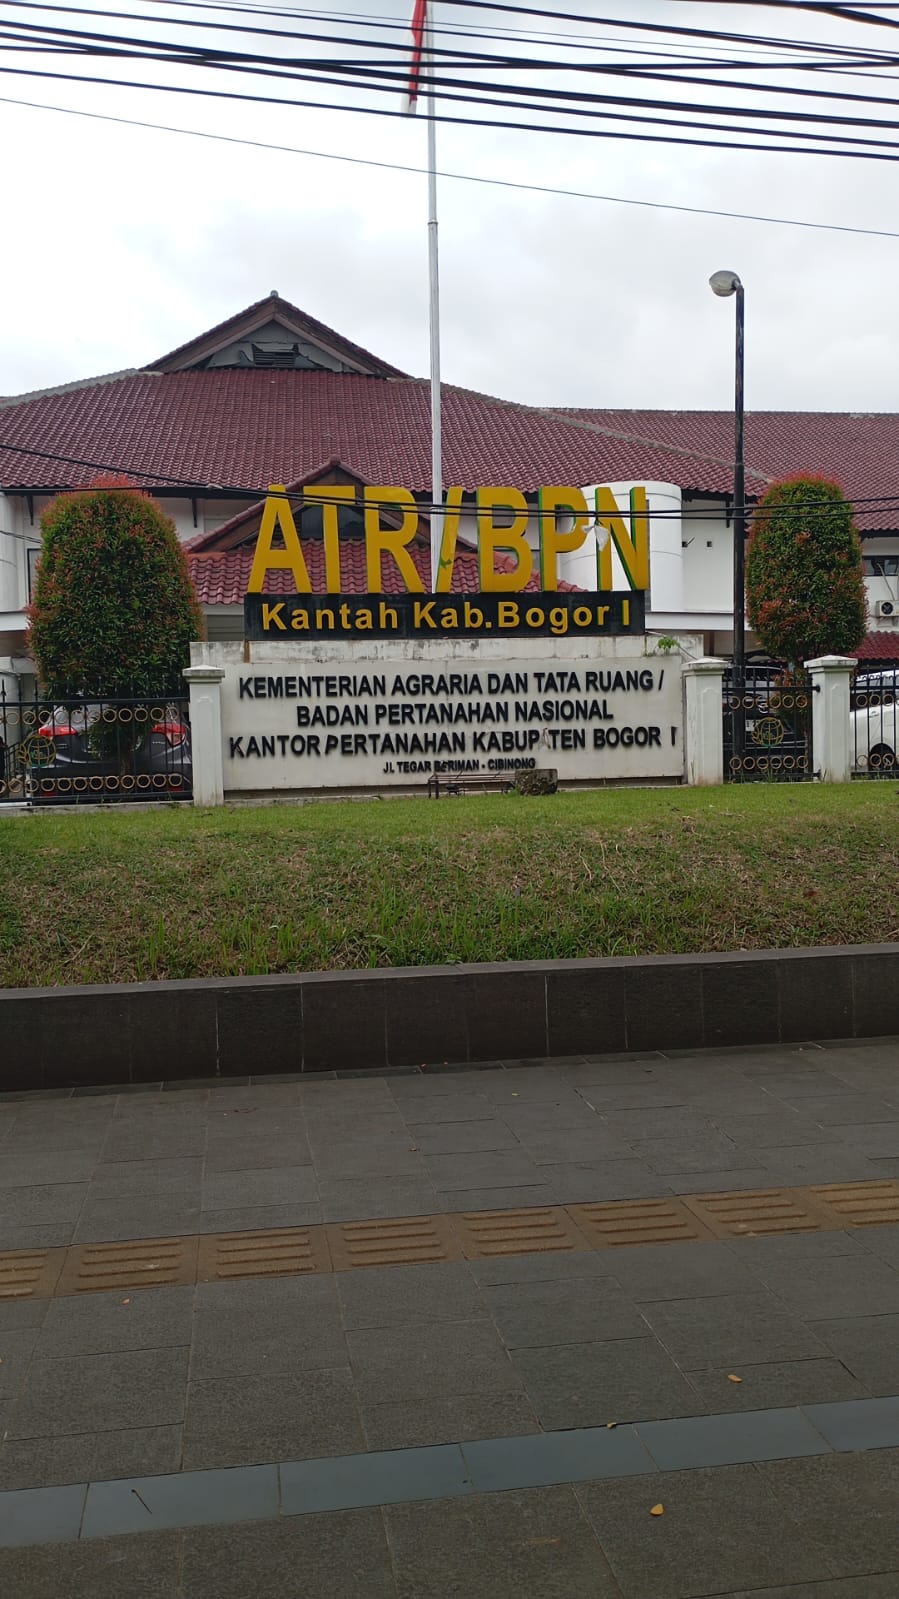 ATR/BPN
Kantah Kab.Bogor I
KEMENTERIAN AGRARIA DAN TATA RUANG /
BADAN PERTANAHAN NASIONAL
KANTOR PERTANAHAN KABUPATEN BOGOR I
JL TEGAR BERIMAN - CIBINONG